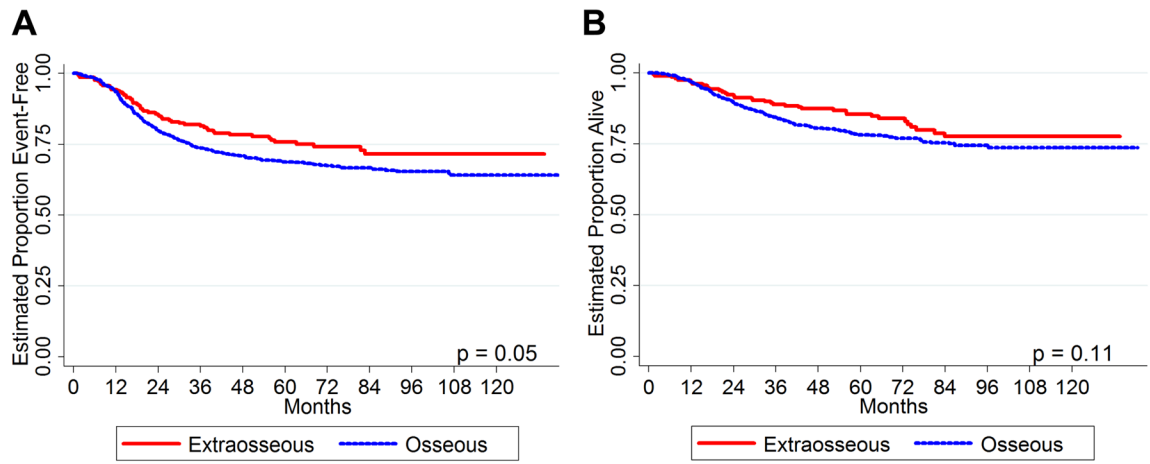 A
Estimated Proportion Event-Free
1.00
0.75
0.50
0.25
0.00
p = 0.05
0 12 24 36 48 60 72 84 96 108 120
Months
Extraosseous Osseous
B
Estimated Proportion Alive
1.00
0.75
0.50
0.25
0.00
p = 0.11
0 12 24 36 48 60 72 84 96 108 120
Months
Extraosseous Osseous